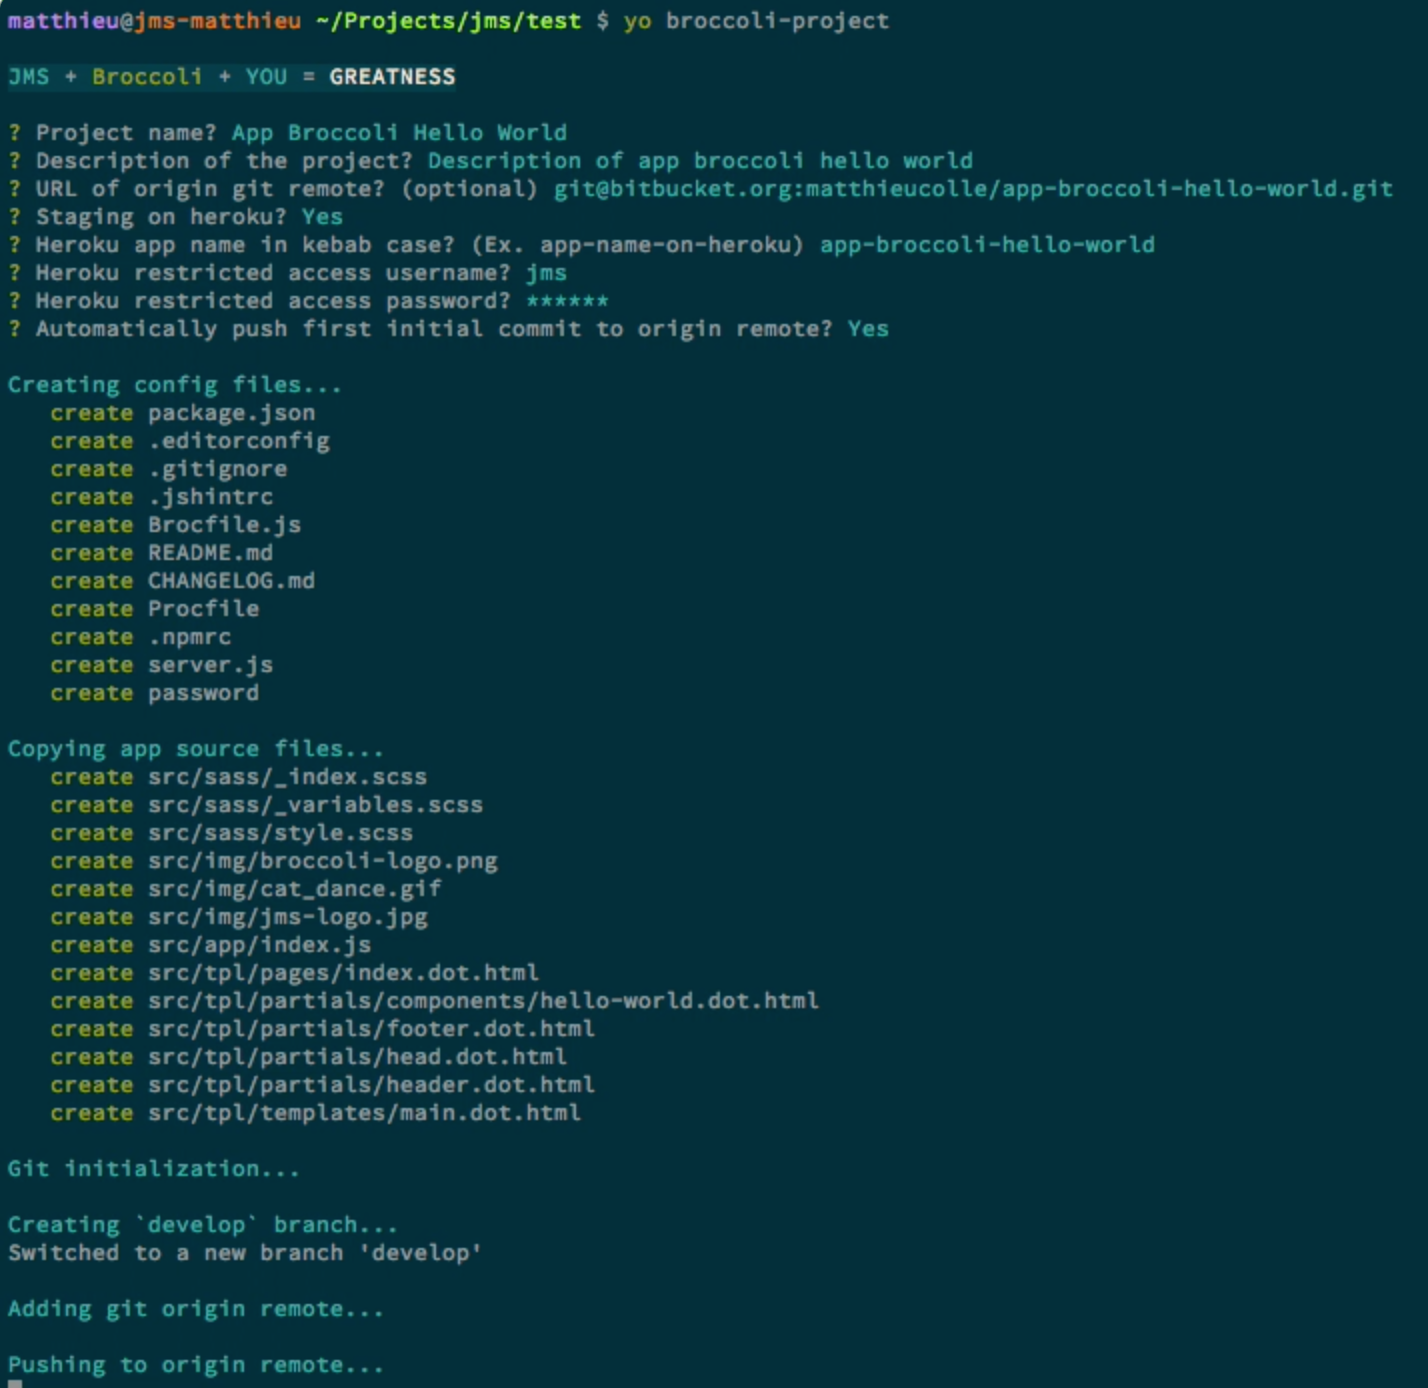 matthieu@jms-matthieu ~/Projects/jms/test $ yo broccoli-project
JMS + Broccoli + YOU = GREATNESS
? Project name? App Broccoli Hello World
? Description of the project? Description of app broccoli hello world
? URL of origin git remote? (optional) git@bitbucket.org:matthieucolle/app-broccoli-hello-world.git
? Staging on heroku? Yes
? Heroku app name in kebab case? (Ex. app-name-on-heroku) app-broccoli-hello-world
? Heroku restricted access username? jms
? Heroku restricted access password? ******
? Automatically push first initial commit to origin remote? Yes
Creating config files...
   create package.json
   create .editorconfig
   create .gitignore
   create .jshintrc
   create Brocfile.js
   create README.md
   create CHANGELOG.md
   create Procfile
   create .npmrc
   create server.js
   create password
Copying app source files...
   create src/sass/_index.scss
   create src/sass/_variables.scss
   create src/sass/style.scss
   create src/img/broccoli-logo.png
   create src/img/cat_dance.gif
   create src/img/jms-logo.jpg
   create src/app/index.js
   create src/tpl/pages/index.dot.html
   create src/tpl/partials/components/hello-world.dot.html
   create src/tpl/partials/footer.dot.html
   create src/tpl/partials/head.dot.html
   create src/tpl/partials/header.dot.html
   create src/tpl/templates/main.dot.html
Git initialization...
Creating `develop` branch...
Switched to a new branch 'develop'
Adding git origin remote...
Pushing to origin remote...